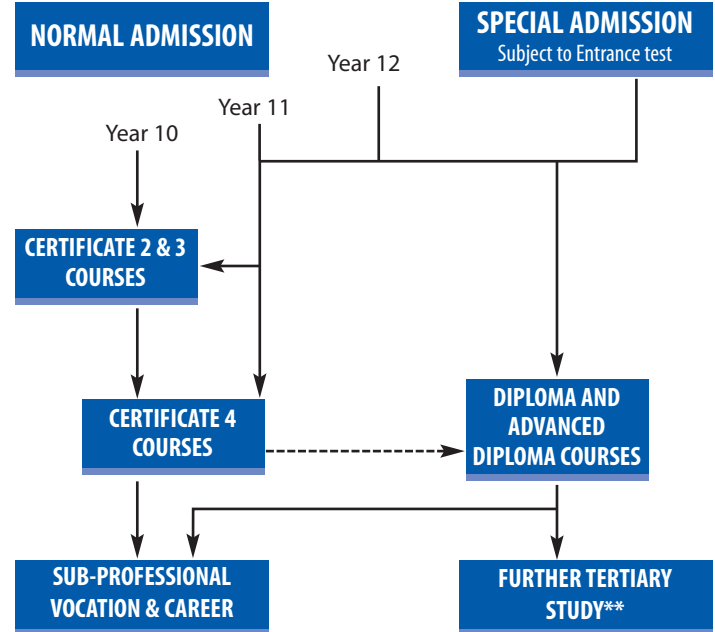 NORMAL ADMISSION
SPECIAL ADMISSION
Subject to Entrance test
Year 12
Year 11
Year 10
CERTIFICATE 2 & 3
COURSES
CERTIFICATE 4
COURSES
DIPLOMA AND
ADVANCED
DIPLOMA COURSES
SUB-PROFESSIONAL
VOCATION & CAREER
FURTHER TERTIARY
STUDY**